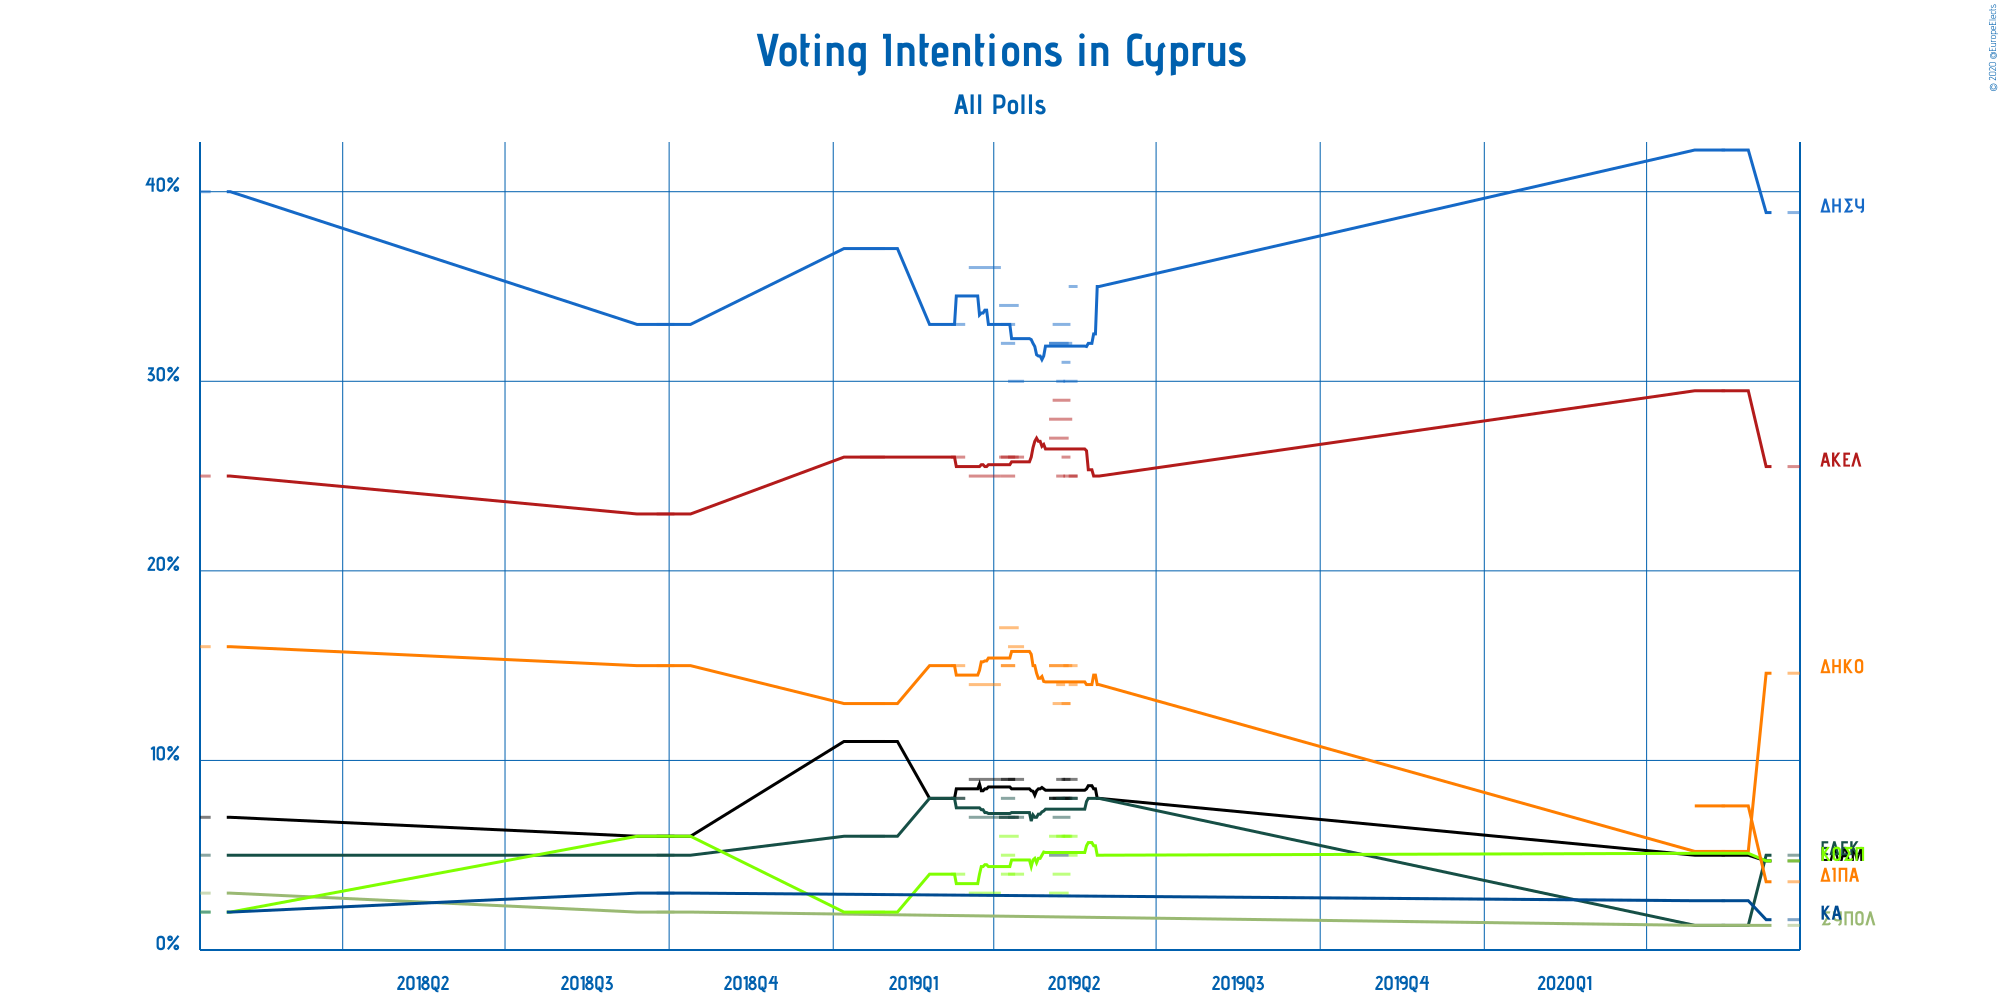 © 2020 @EuropeElects
Voting Intentions in Cyprus
All Polls
40%
30%
20%
10%
0%
ΔΗΣΥ
ΑΚΕΛ
ΔΗΚΟ
ΕΔΕΚ
ΔΙΠΑ
ΚΑ
2018Q2
2018Q3
2018Q4
2019Q1
2019Q2
2019Q3
2019Q4
2020Q1